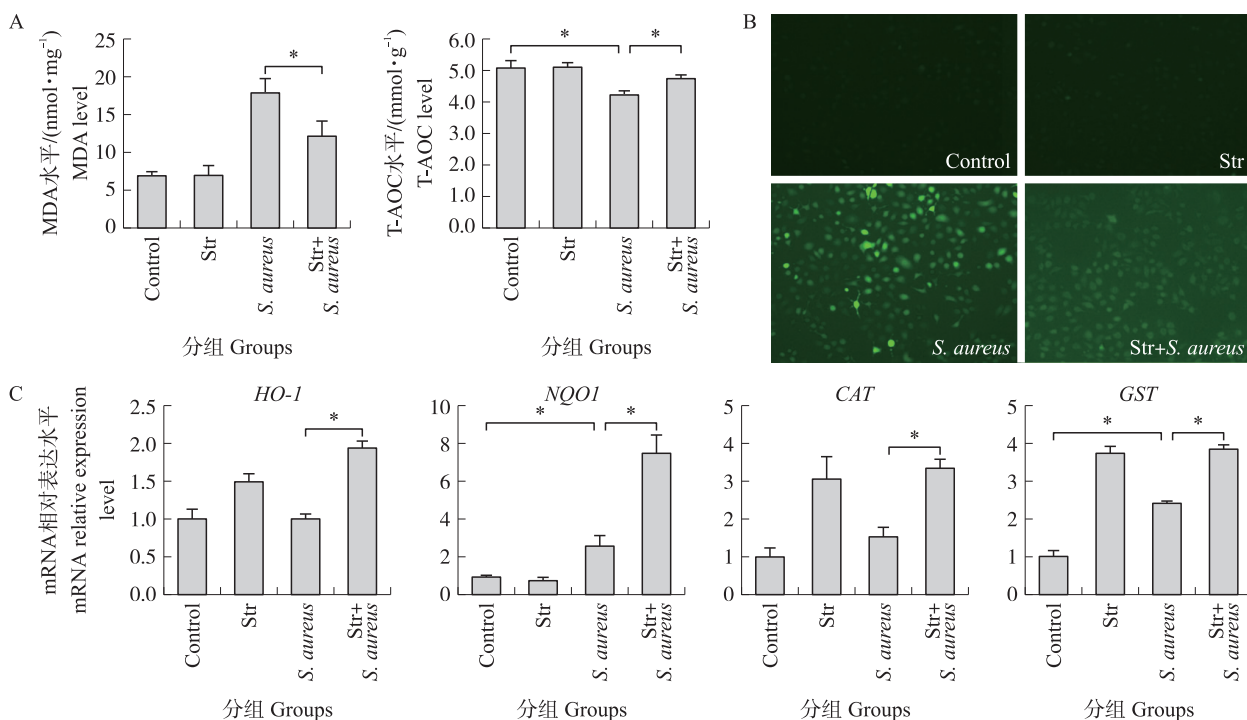 A
MDA水平/(nmol·mg⁻¹)
MDA level
25
20
15
10
5
0
*
Control
Str
S. aureus
Str+
S. aureus
分组 Groups
T-AOC水平/(mmol·g⁻¹)
T-AOC level
6.0
5.0
4.0
3.0
2.0
1.0
0.0
*
*
Control
Str
S. aureus
Str+
S. aureus
分组 Groups
B
Control
Str
S. aureus
Str+S. aureus
C
mRNA相对表达水平
mRNA relative expression
level
HO-1
2.5
2.0
1.5
1.0
0.5
0.0
*
Control
Str
S. aureus
Str+
S. aureus
分组 Groups
NQO1
10
8
6
4
2
0
*
*
Control
Str
S. aureus
Str+
S. aureus
分组 Groups
CAT
5
4
3
2
1
0
*
Control
Str
S. aureus
Str+
S. aureus
分组 Groups
GST
5
4
3
2
1
0
*
*
Control
Str
S. aureus
Str+
S. aureus
分组 Groups